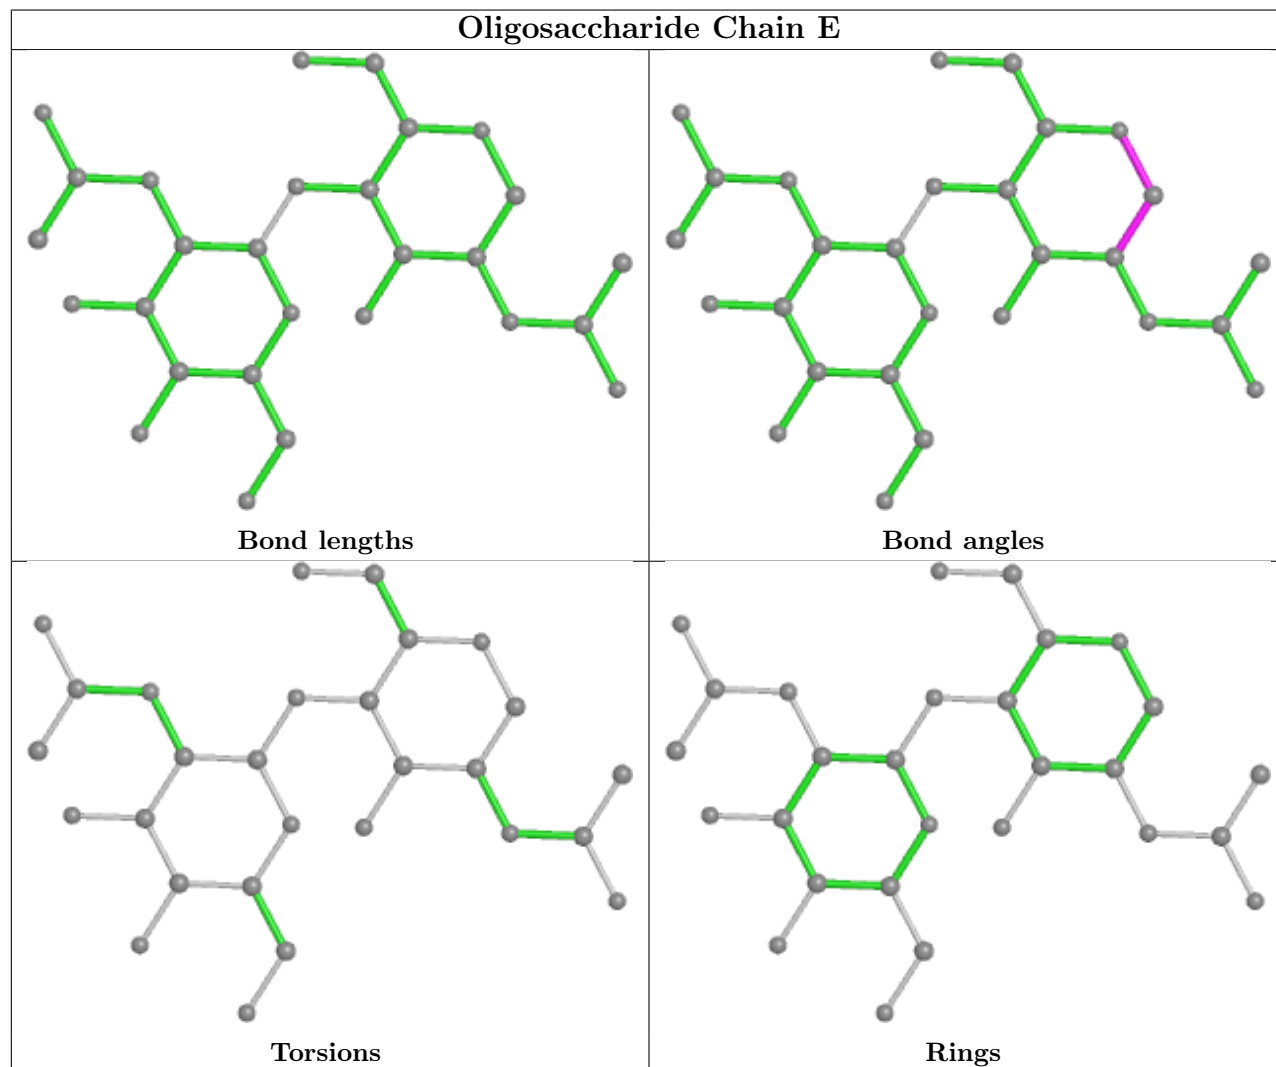 Oligosaccharide Chain E
Bond lengths
Bond angles
Torsions
Rings